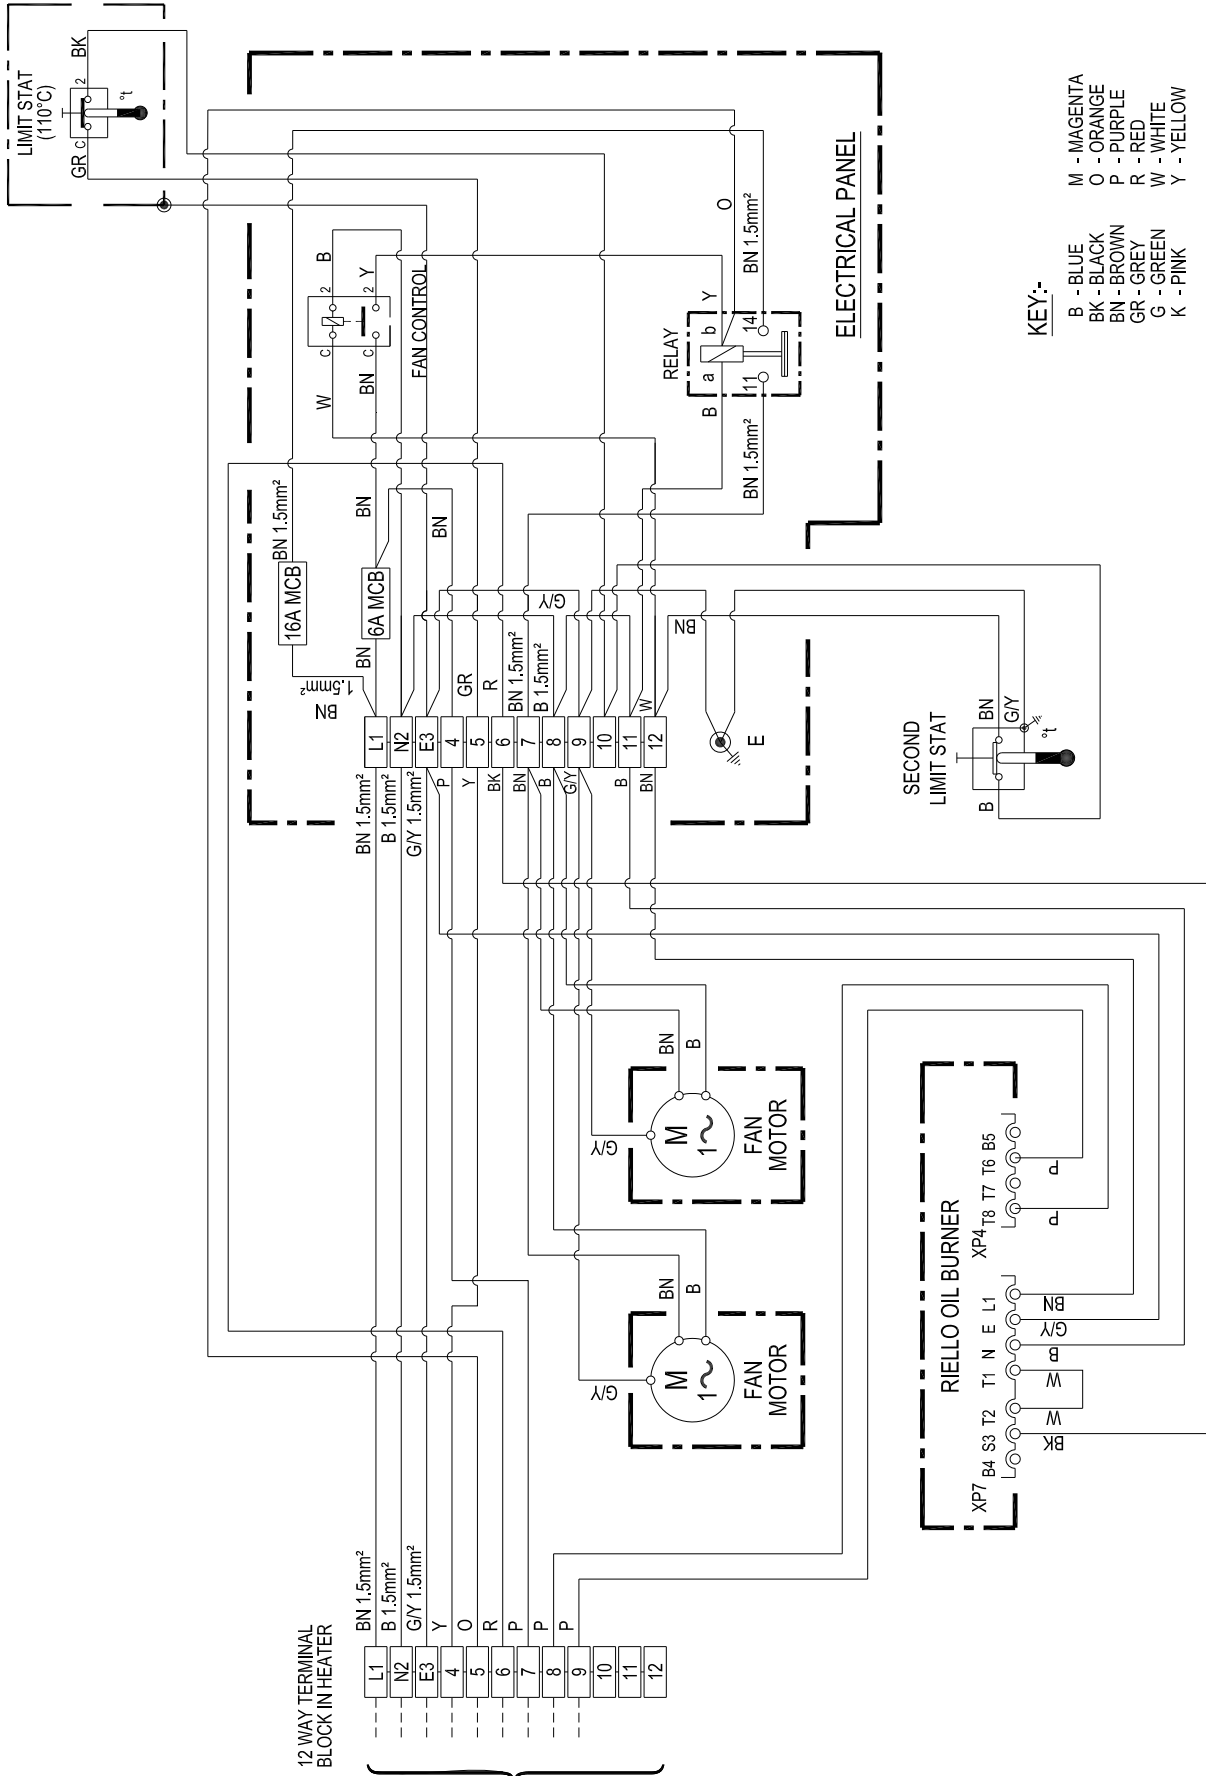 LIMIT STAT
(110°C)
GR
C
2
BK
°t
ELECTRICAL PANEL
KEY:-
B - BLUE
BK - BLACK
BN - BROWN
GR - GREY
G - GREEN
K - PINK
M - MAGENTA
O - ORANGE
P - PURPLE
R - RED
W - WHITE
Y - YELLOW
FAN CONTROL
W
C
2
B
BN
C
2
Y
RELAY
B
a
b
Y
O
BN 1.5mm²
11
14
BN 1.5mm²
16A MCB
BN 1.5mm²
BN
1.5mm²
BN
6A MCB
BN
BN
GR
R
BN 1.5mm²
B 1.5mm²
G/Y
W
BN
E
L1
N2
E3
4
5
6
7
8
9
10
11
12
BN 1.5mm²
B 1.5mm²
G/Y 1.5mm²
P
Y
BK
BN
B
G/Y
B
BN
SECOND
LIMIT STAT
B
BN
G/Y
°t
FAN
MOTOR
M
1~
G/Y
BN
B
FAN
MOTOR
M
1~
G/Y
BN
B
RIELLO OIL BURNER
XP7
B4 S3 T2 T1 N E L1
BK
W
W
B
G/Y
BN
XP4
T8 T7 T6 B5
P
P
12 WAY TERMINAL
BLOCK IN HEATER
BN 1.5mm²
B 1.5mm²
G/Y 1.5mm²
Y
O
R
P
P
P
L1
N2
E3
4
5
6
7
8
9
10
11
12